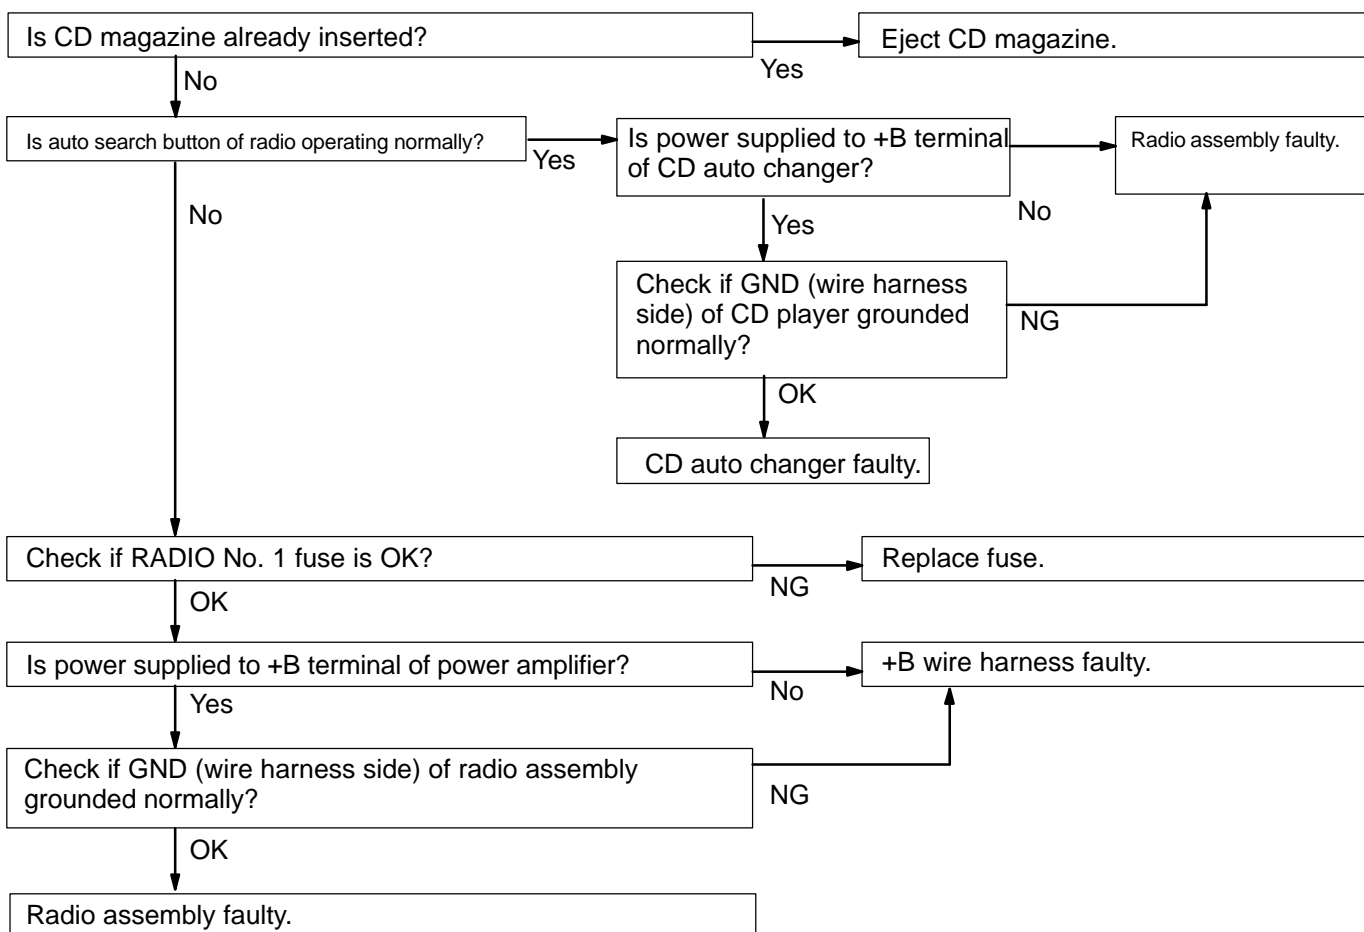 Is CD magazine already inserted?
Yes
Eject CD magazine.
No
Is auto search button of radio operating normally?
Yes
Is power supplied to +B terminal
of CD auto changer?
No
Radio assembly faulty.
Yes
Check if GND (wire harness
side) of CD player grounded
normally?
NG
OK
CD auto changer faulty.
No
Check if RADIO No. 1 fuse is OK?
NG
Replace fuse.
OK
Is power supplied to +B terminal of power amplifier?
No
+B wire harness faulty.
Yes
Check if GND (wire harness side) of radio assembly
grounded normally?
NG
OK
Radio assembly faulty.